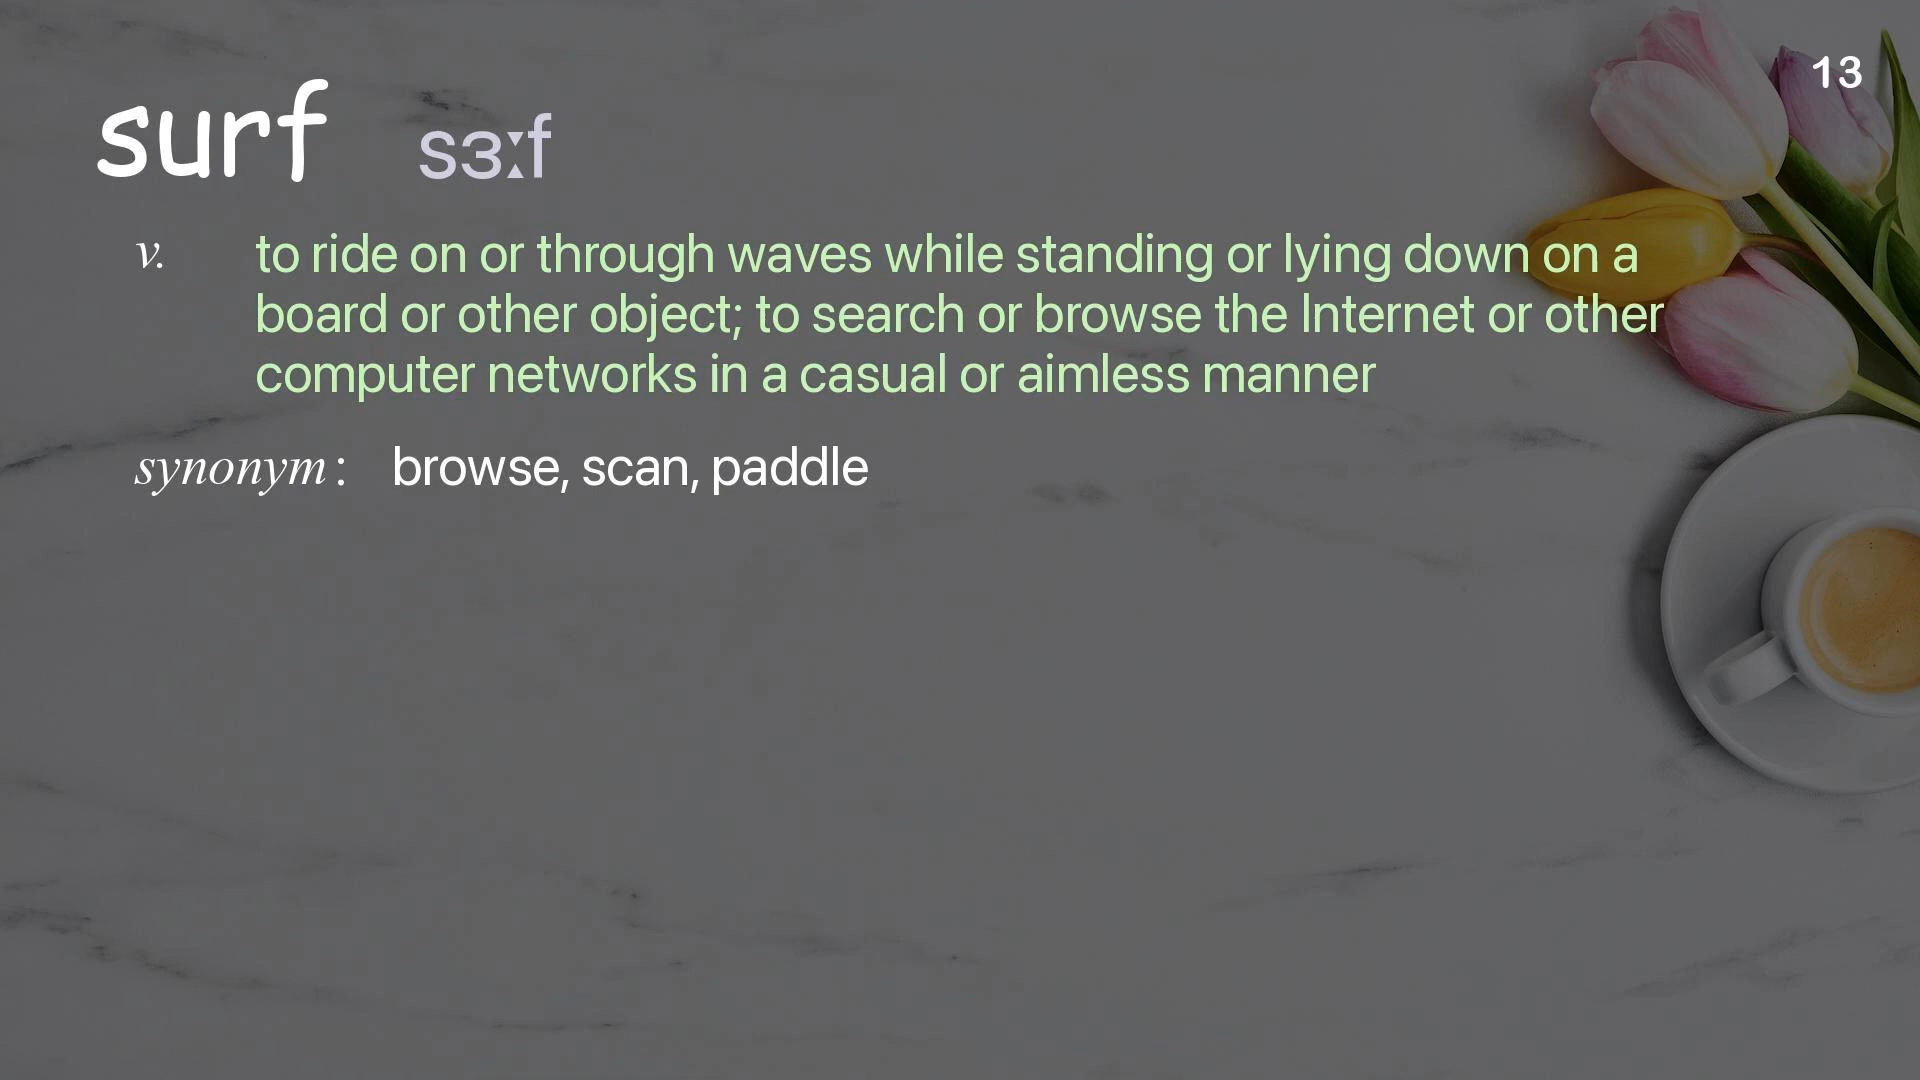 13
surf sɜːf
v. to ride on or through waves while standing or lying down on a
board or other object; to search or browse the Internet or other
computer networks in a casual or aimless manner
synonym: browse, scan, paddle